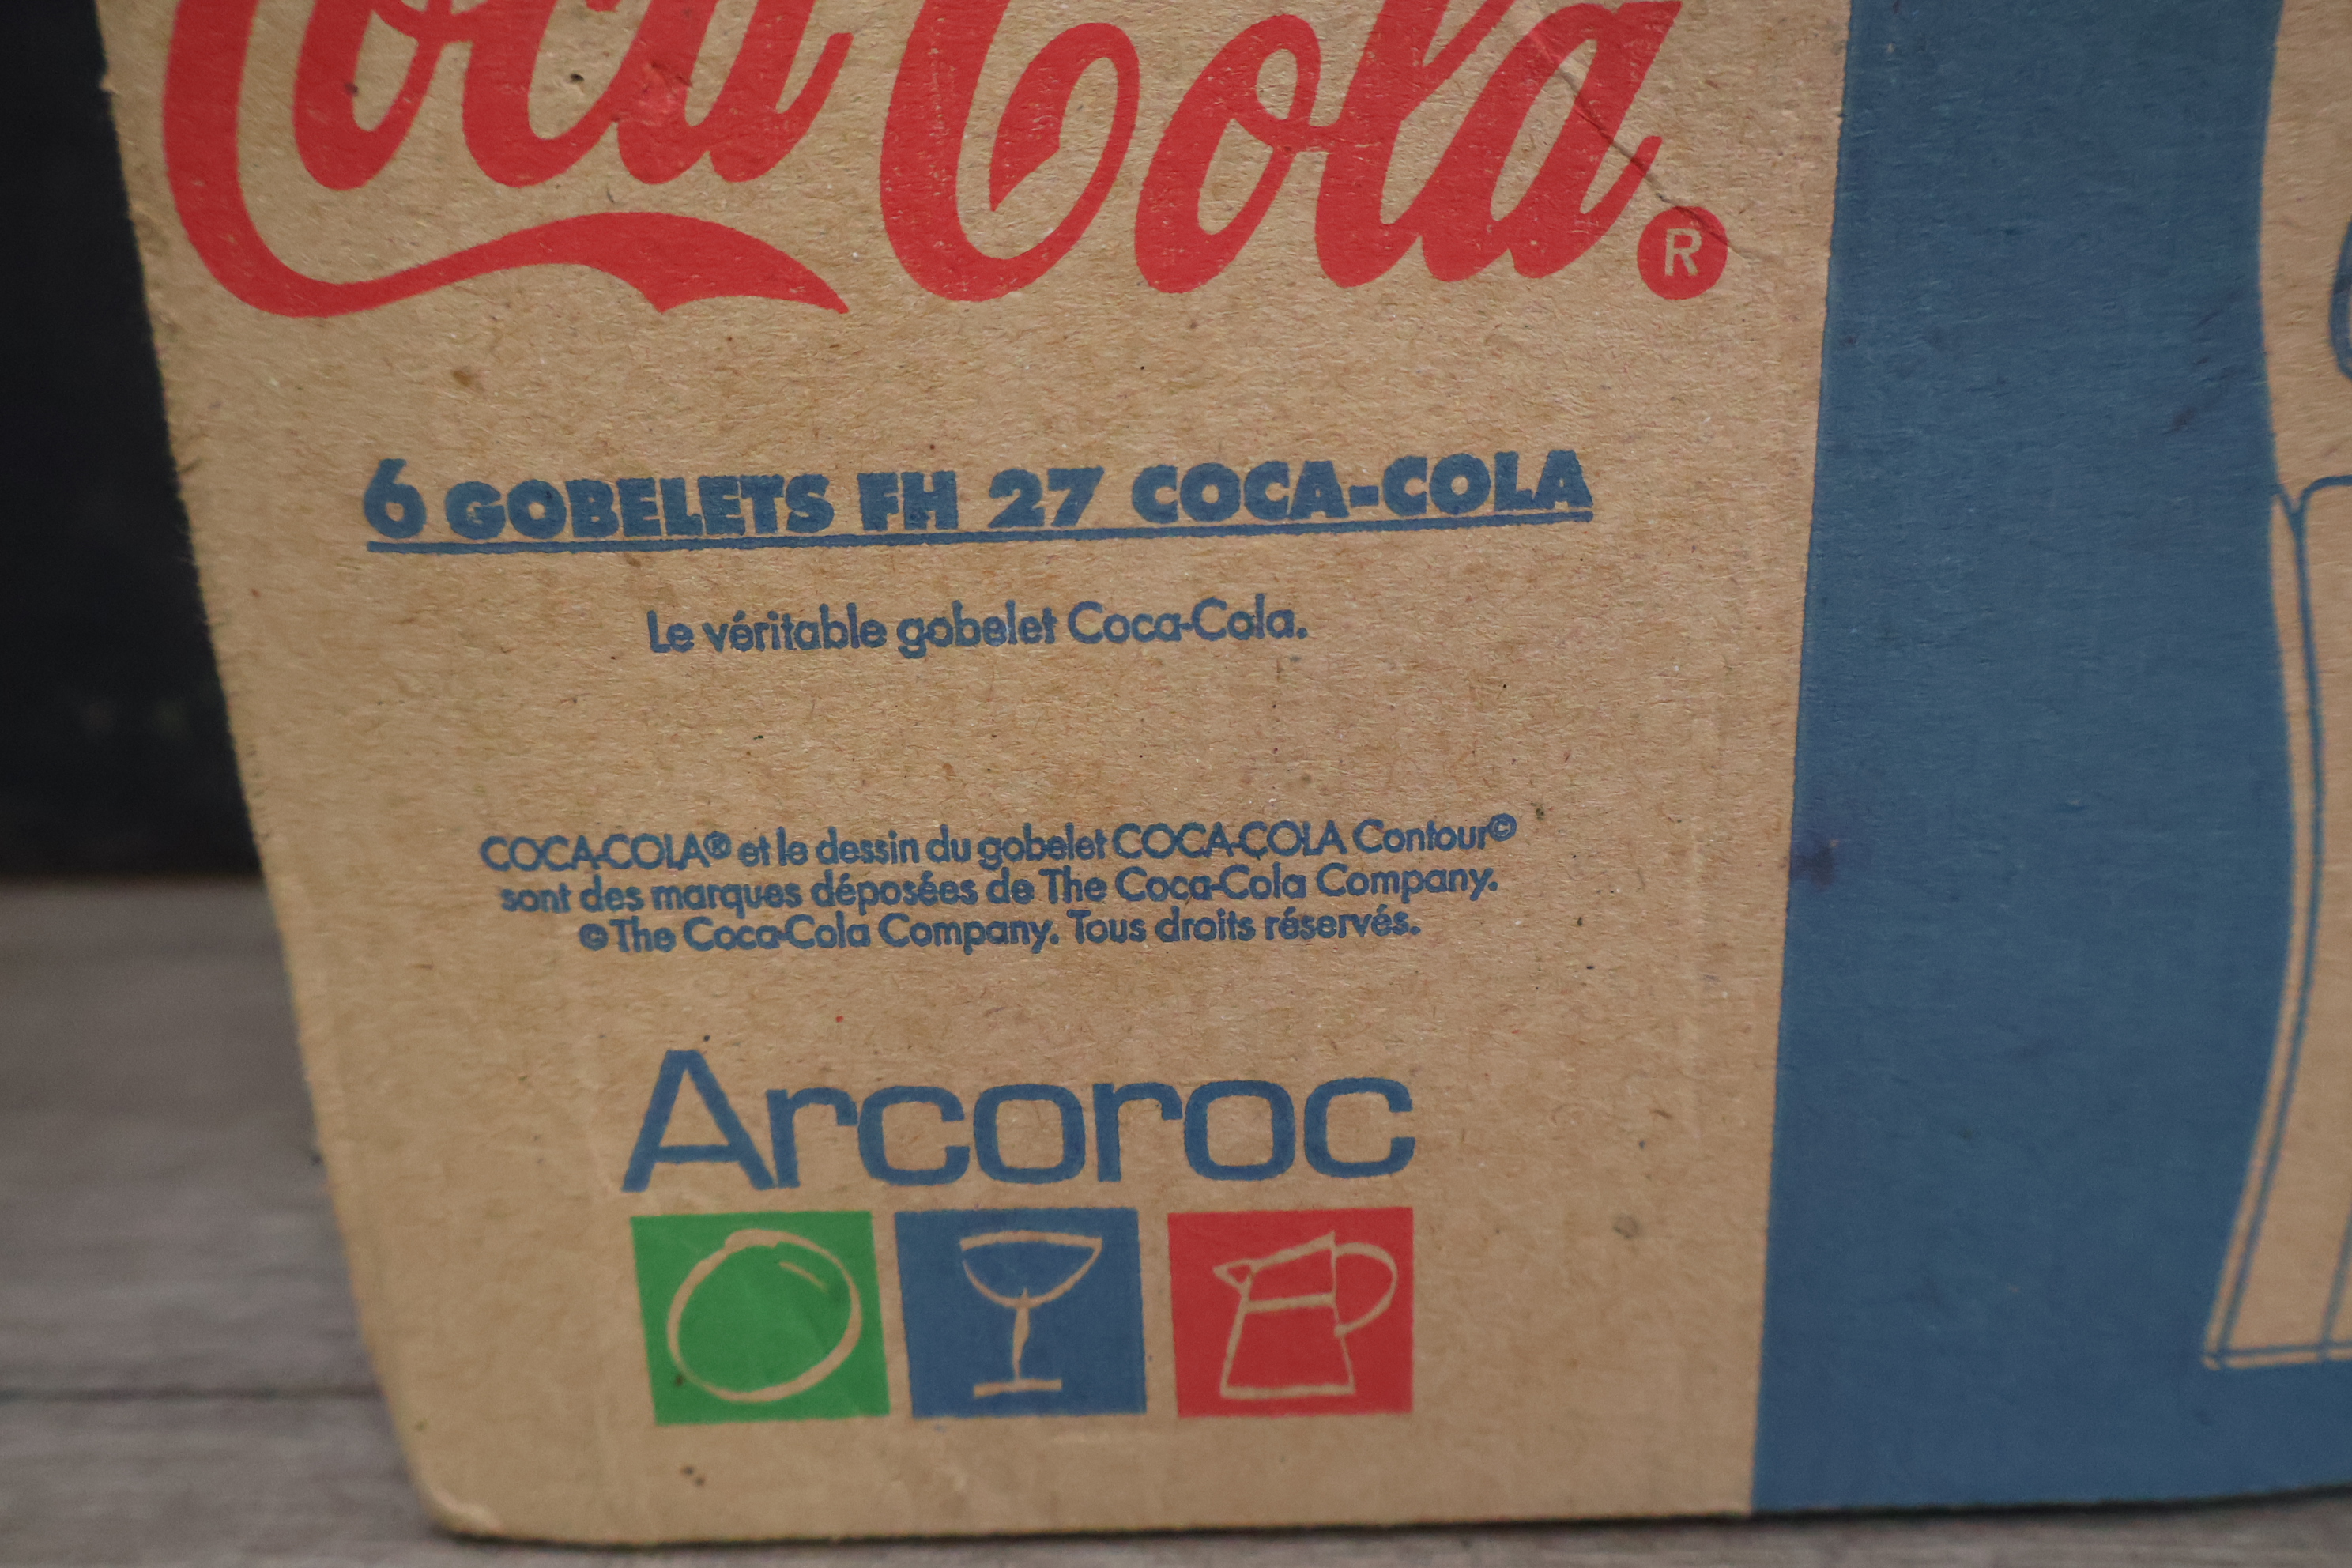 Coca-Cola
®
6 GOBELETS FH 27 COCA-COLA
Le véritable gobelet Coca-Cola.
COCA-COLA® et le dessin du gobelet COCA-COLA Contour©
sont des marques déposées de The Coca-Cola Company.
© The Coca-Cola Company. Tous droits réservés.
Arcoroc